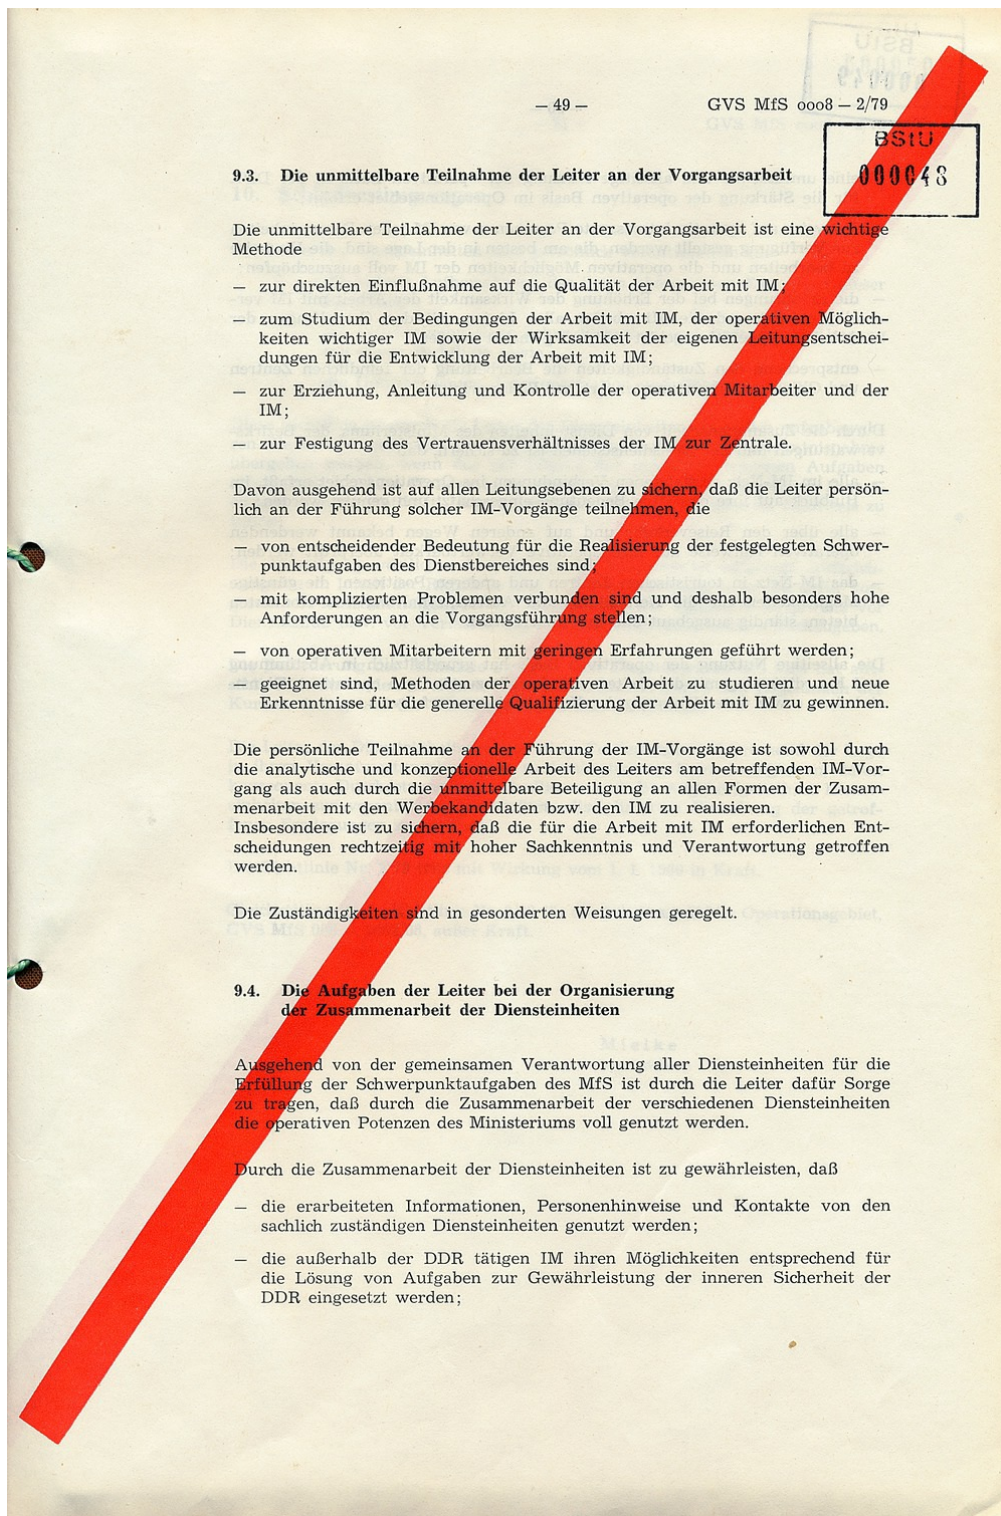 – 49 –
GVS MfS ooo8 – 2/79
BStU
000048
9.3. Die unmittelbare Teilnahme der Leiter an der Vorgangsarbeit
Die unmittelbare Teilnahme der Leiter an der Vorgangsarbeit ist eine wichtige
Methode
— zur direkten Einflußnahme auf die Qualität der Arbeit mit IM;
— zum Studium der Bedingungen der Arbeit mit IM, der operativen Möglich-
keiten wichtiger IM sowie der Wirksamkeit der eigenen Leitungsentschei-
dungen für die Entwicklung der Arbeit mit IM;
— zur Erziehung, Anleitung und Kontrolle der operativen Mitarbeiter und der
IM;
— zur Festigung des Vertrauensverhältnisses der IM zur Zentrale.
Davon ausgehend ist auf allen Leitungsebenen zu sichern, daß die Leiter persön-
lich an der Führung solcher IM-Vorgänge teilnehmen, die
— von entscheidender Bedeutung für die Realisierung der festgelegten Schwer-
punktaufgaben des Dienstbereiches sind;
— mit komplizierten Problemen verbunden sind und deshalb besonders hohe
Anforderungen an die Vorgangsführung stellen;
— von operativen Mitarbeitern mit geringen Erfahrungen geführt werden;
— geeignet sind, Methoden der operativen Arbeit zu studieren und neue
Erkenntnisse für die generelle Qualifizierung der Arbeit mit IM zu gewinnen.
Die persönliche Teilnahme an der Führung der IM-Vorgänge ist sowohl durch
die analytische und konzeptionelle Arbeit des Leiters am betreffenden IM-Vor-
gang als auch durch die unmittelbare Beteiligung an allen Formen der Zusam-
menarbeit mit den Werbekandidaten bzw. den IM zu realisieren.
Insbesondere ist zu sichern, daß die für die Arbeit mit IM erforderlichen Ent-
scheidungen rechtzeitig mit hoher Sachkenntnis und Verantwortung getroffen
werden.
Die Zuständigkeiten sind in gesonderten Weisungen geregelt.
9.4. Die Aufgaben der Leiter bei der Organisierung
der Zusammenarbeit der Diensteinheiten
Ausgehend von der gemeinsamen Verantwortung aller Diensteinheiten für die
Erfüllung der Schwerpunktaufgaben des MfS ist durch die Leiter dafür Sorge
zu tragen, daß durch die Zusammenarbeit der verschiedenen Diensteinheiten
die operativen Potenzen des Ministeriums voll genutzt werden.
Durch die Zusammenarbeit der Diensteinheiten ist zu gewährleisten, daß
— die erarbeiteten Informationen, Personenhinweise und Kontakte von den
sachlich zuständigen Diensteinheiten genutzt werden;
— die außerhalb der DDR tätigen IM ihren Möglichkeiten entsprechend für
die Lösung von Aufgaben zur Gewährleistung der inneren Sicherheit der
DDR eingesetzt werden;